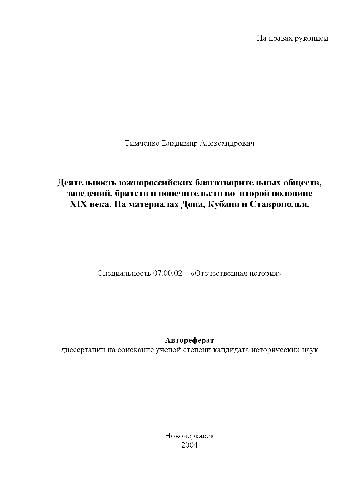 На правах рукописи
Тимченко Владимир Александрович
Деятельность южнороссийских благотворительных обществ,
заведений, братств и попечительств во второй половине
XIX века. На материалах Дона, Кубани и Ставрополья.
Специальность 07.00.02 – «Отечественная история»
Автореферат
диссертации на соискание ученой степени кандидата исторических наук
Новочеркасск
2004